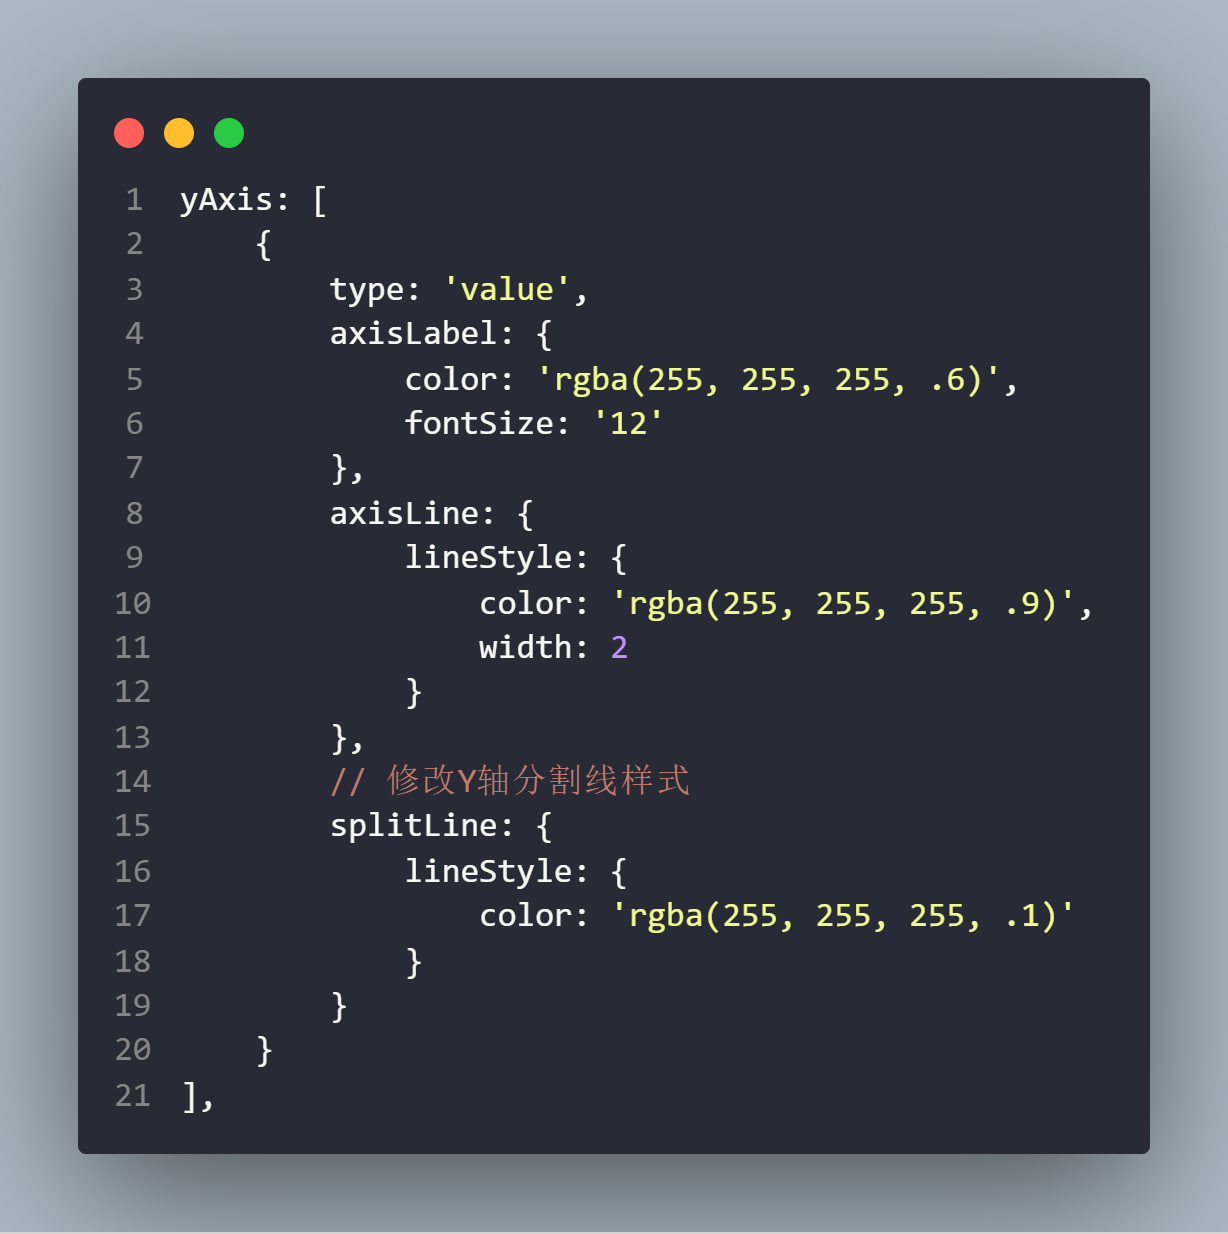 1 yAxis: [
2     {
3         type: 'value',
4         axisLabel: {
5             color: 'rgba(255, 255, 255, .6)',
6             fontSize: '12'
7         },
8         axisLine: {
9             lineStyle: {
10                 color: 'rgba(255, 255, 255, .9)',
11                 width: 2
12             }
13         },
14         // 修改Y轴分割线样式
15         splitLine: {
16             lineStyle: {
17                 color: 'rgba(255, 255, 255, .1)'
18             }
19         }
20     }
21 ],